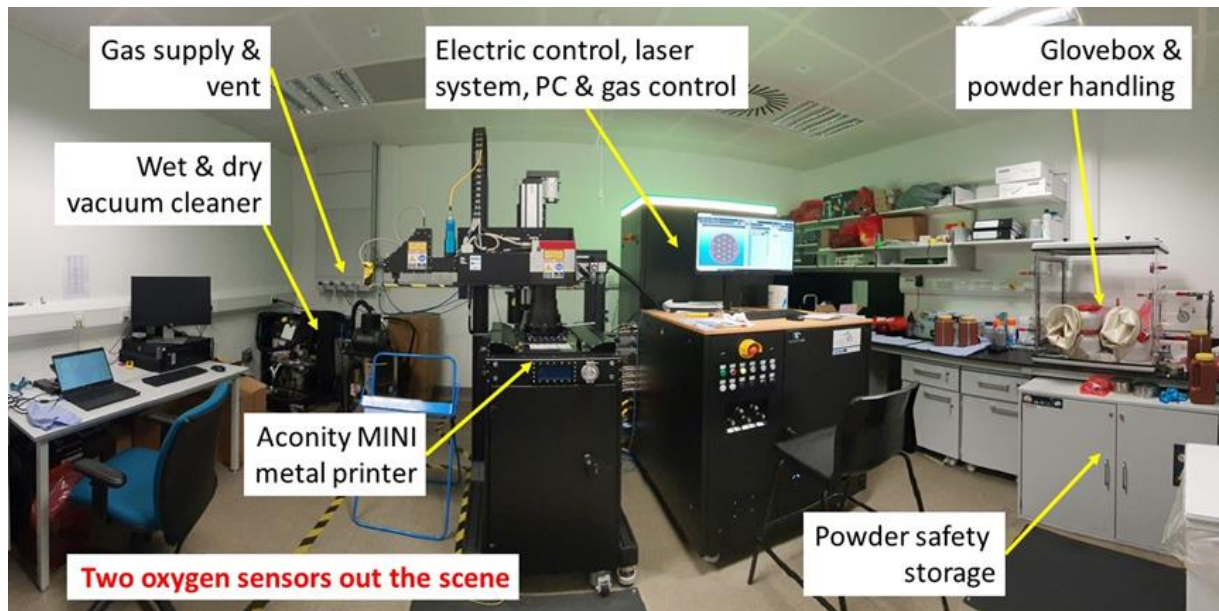 Gas supply &
vent
Electric control, laser
system, PC & gas control
Glovebox &
powder handling
Wet & dry
vacuum cleaner
Aconity MINI
metal printer
Powder safety
storage
Two oxygen sensors out the scene